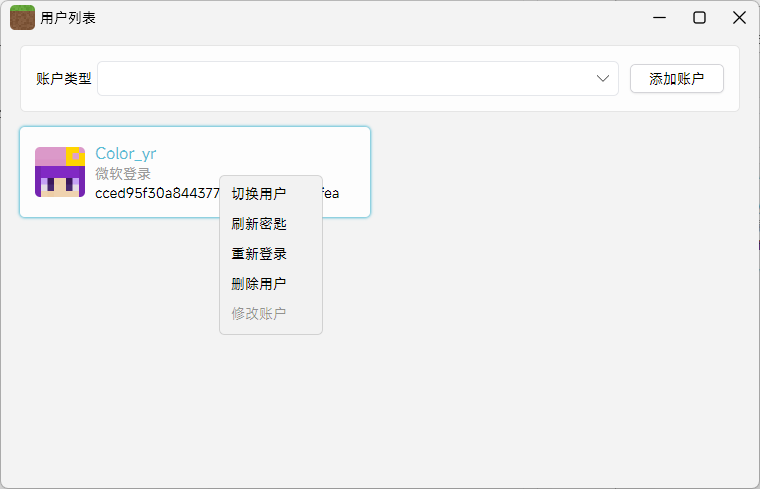 用户列表
账户类型
添加账户
Color_yr
微软登录
cced95f30a844377
fea
切换用户
刷新密匙
重新登录
删除用户
修改账户